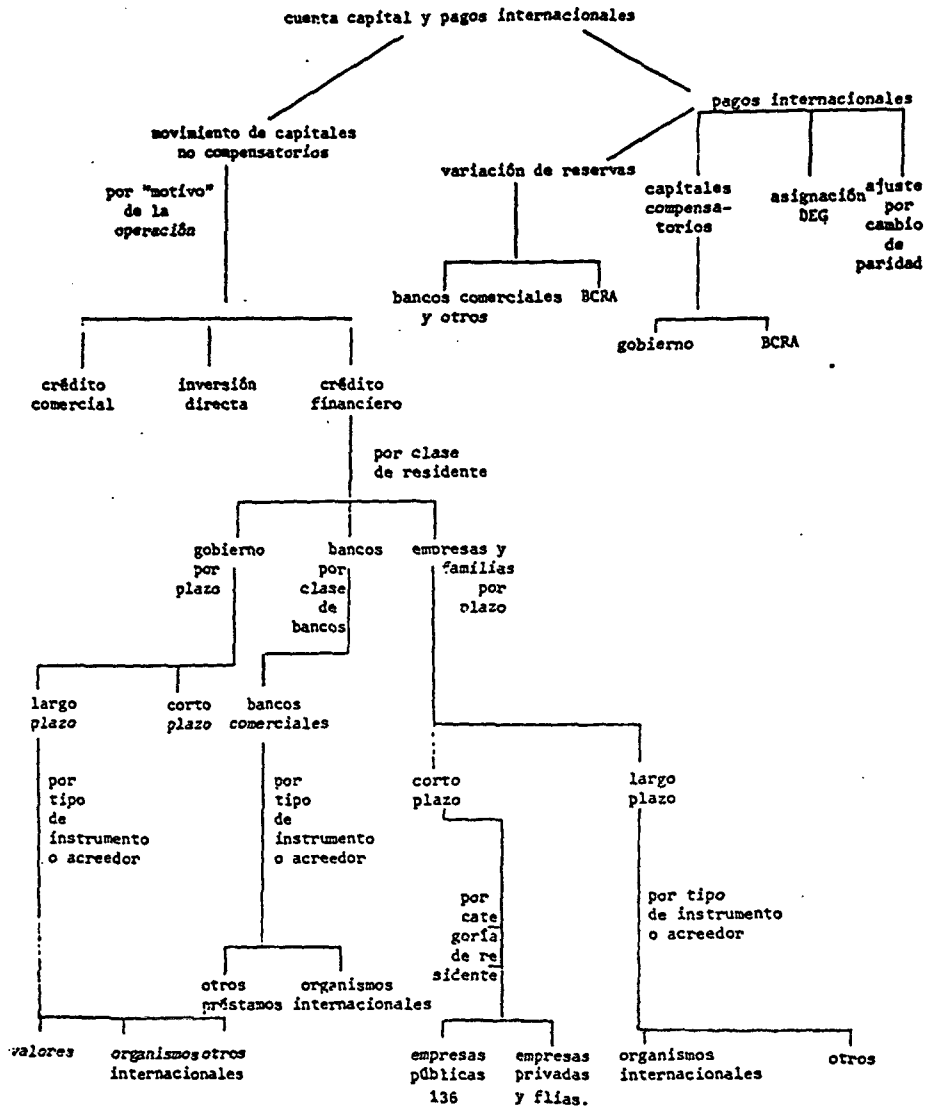 cuenta capital y pagos internacionales
pagos internacionales
movimiento de capitales
no compensatorios
variación de reservas
por "motivo"
de la
operación
capitales
compensa-
torios
asignación
DEG
ajuste
por
cambio
de
paridad
bancos comerciales
y otros
BCRA
gobierno
BCRA
crédito
comercial
inversión
directa
crédito
financiero
por clase
de residente
gobierno
por
plazo
bancos
por
clase
de
bancos
empresas y
familias
por
plazo
largo
plazo
corto
plazo
bancos
comerciales
corto
plazo
largo
plazo
por
tipo
de
instrumento
o acreedor
por
tipo
de
instrumento
o acreedor
por
cate
goría
de re
sidente
por tipo
de instrumento
o acreedor
otros
préstamos
organismos
internacionales
valores
organismos
internacionales
otros
empresas
públicas
empresas
privadas
y flias.
organismos
internacionales
otros
136